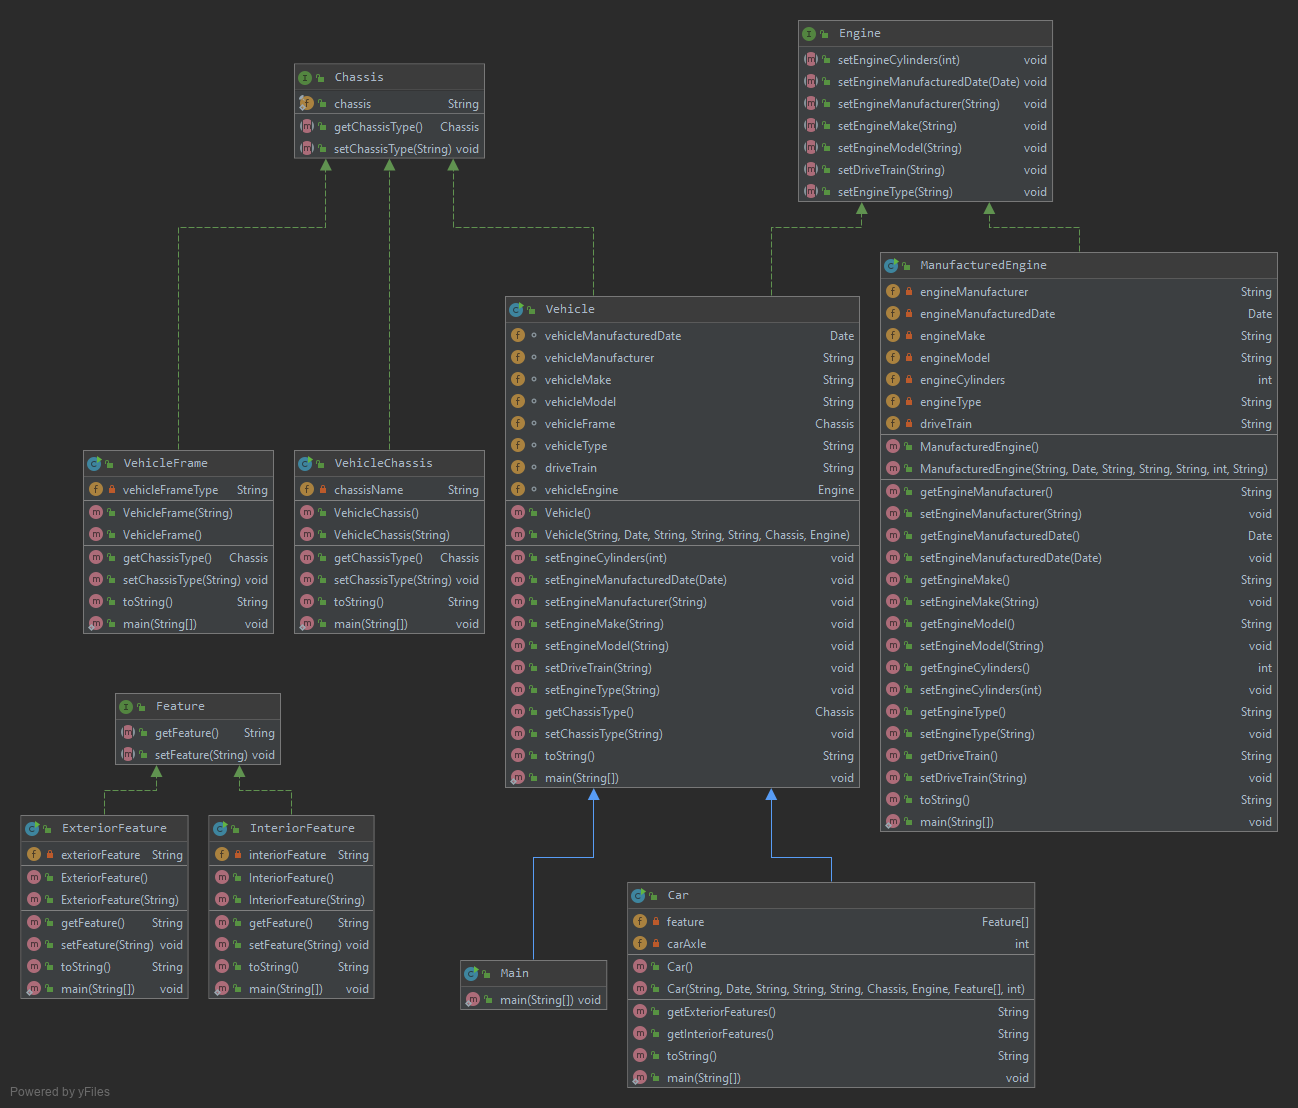 Engine
setEngineCylinders(int) void
setEngineManufacturedDate(Date) void
setEngineManufacturer(String) void
setEngineMake(String) void
setEngineModel(String) void
setDriveTrain(String) void
setEngineType(String) void
Chassis
chassis String
getChassisType() Chassis
setChassisType(String) void
ManufacturedEngine
engineManufacturer String
engineManufacturedDate Date
engineMake String
engineModel String
engineCylinders int
engineType String
driveTrain String
ManufacturedEngine()
ManufacturedEngine(String, Date, String, String, String, int, String)
getEngineManufacturer() String
setEngineManufacturer(String) void
getEngineManufacturedDate() Date
setEngineManufacturedDate(Date) void
getEngineMake() String
setEngineMake(String) void
getEngineModel() String
setEngineModel(String) void
getEngineCylinders() int
setEngineCylinders(int) void
getEngineType() String
setEngineType(String) void
getDriveTrain() String
setDriveTrain(String) void
toString() String
main(String[]) void
Vehicle
vehicleManufacturedDate Date
vehicleManufacturer String
vehicleMake String
vehicleModel String
vehicleFrame Chassis
vehicleType String
driveTrain String
vehicleEngine Engine
Vehicle()
Vehicle(String, Date, String, String, String, Chassis, Engine)
setEngineCylinders(int) void
setEngineManufacturedDate(Date) void
setEngineManufacturer(String) void
setEngineMake(String) void
setEngineModel(String) void
setDriveTrain(String) void
setEngineType(String) void
getChassisType() Chassis
setChassisType(String) void
toString() String
main(String[]) void
VehicleFrame
vehicleFrameType String
VehicleFrame(String)
VehicleFrame()
getChassisType() Chassis
setChassisType(String) void
toString() String
main(String[]) void
VehicleChassis
chassisName String
VehicleChassis()
VehicleChassis(String)
getChassisType() Chassis
setChassisType(String) void
toString() String
main(String[]) void
Feature
getFeature() String
setFeature(String) void
ExteriorFeature
exteriorFeature String
ExteriorFeature()
ExteriorFeature(String)
getFeature() String
setFeature(String) void
toString() String
main(String[]) void
InteriorFeature
interiorFeature String
InteriorFeature()
InteriorFeature(String)
getFeature() String
setFeature(String) void
toString() String
main(String[]) void
Main
main(String[]) void
Car
feature Feature[]
carAxle int
Car()
Car(String, Date, String, String, String, Chassis, Engine, Feature[], int)
getExteriorFeatures() String
getInteriorFeatures() String
toString() String
main(String[]) void
Powered by yFiles